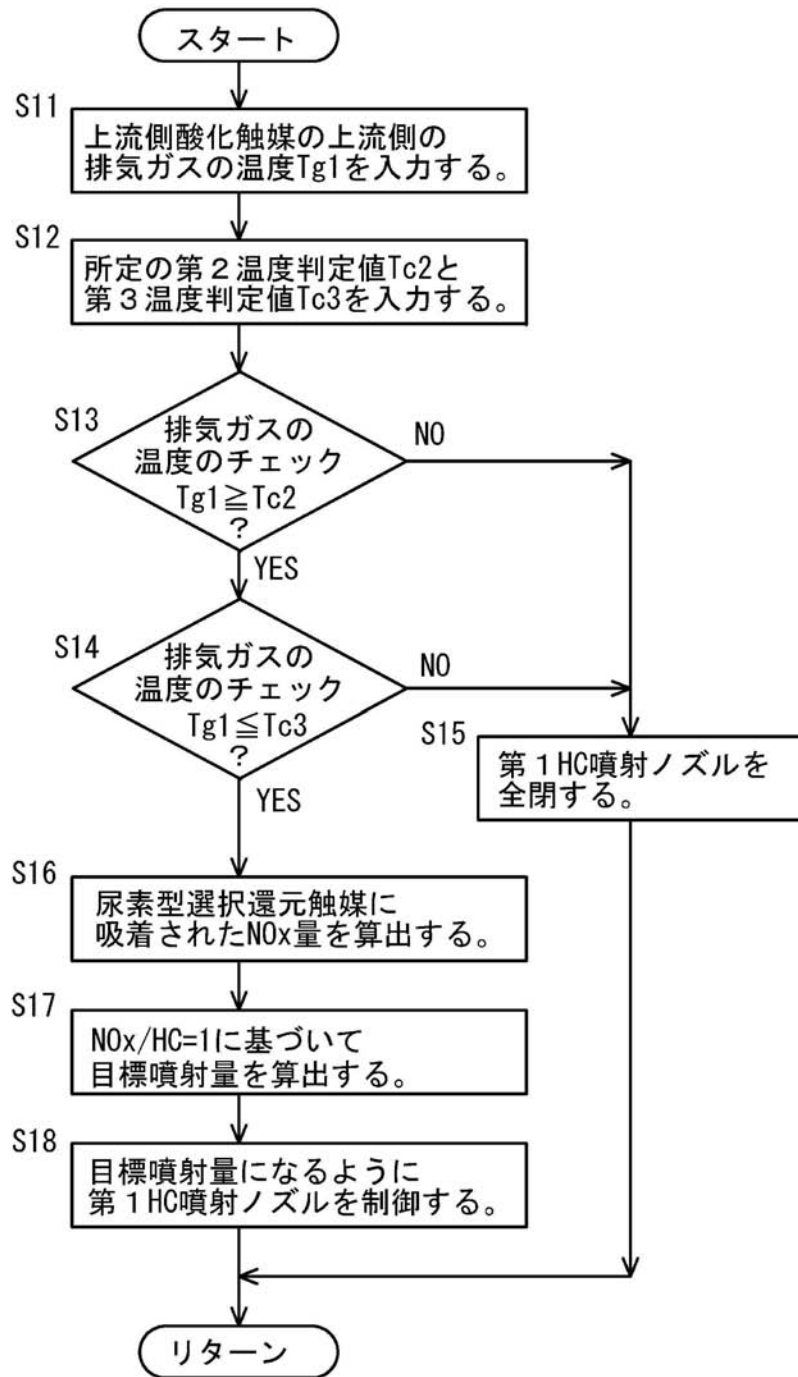 スタート
S11
上流側酸化触媒の上流側の
排気ガスの温度Tg1を入力する。
S12
所定の第２温度判定値Tc2と
第３温度判定値Tc3を入力する。
S13
排気ガスの
温度のチェック
Tg1≧Tc2
？
NO
YES
S14
排気ガスの
温度のチェック
Tg1≦Tc3
？
NO
YES
S15
第１HC噴射ノズルを
全閉する。
S16
尿素型選択還元触媒に
吸着されたNOx量を算出する。
S17
NOx/HC=1に基づいて
目標噴射量を算出する。
S18
目標噴射量になるように
第１HC噴射ノズルを制御する。
リターン